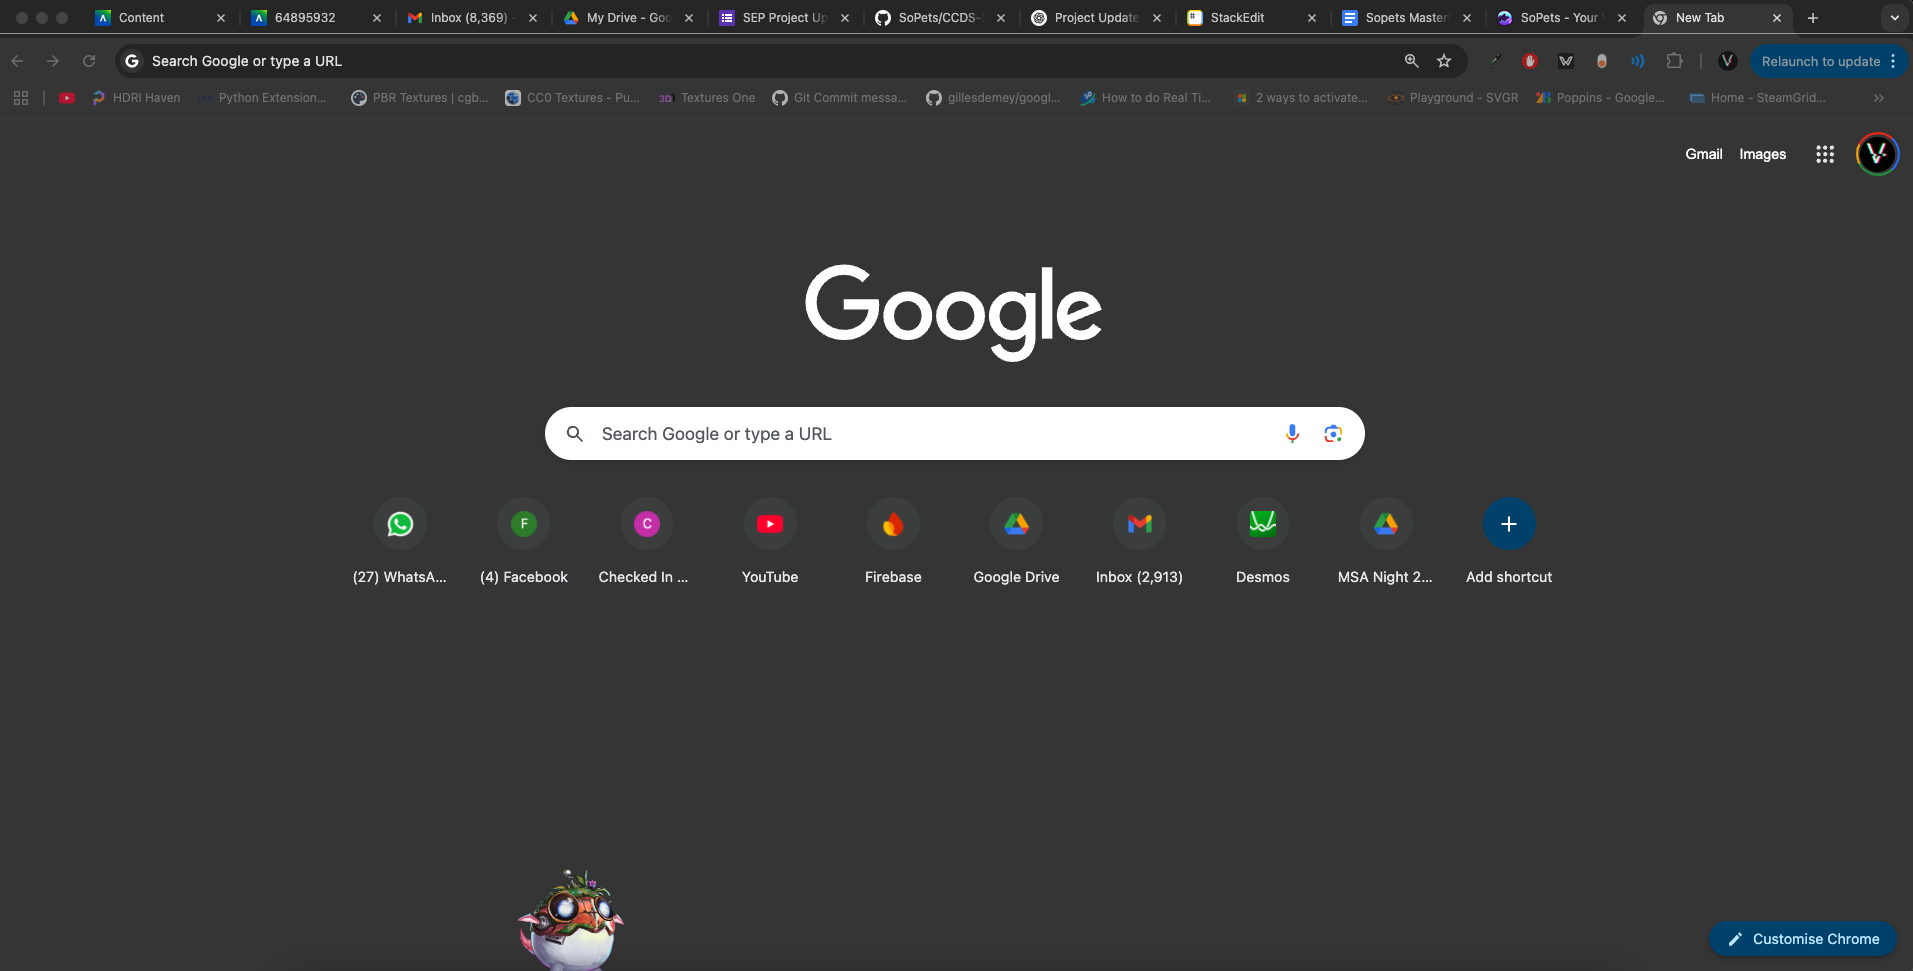 Content
64895932
Inbox (8,369) -
My Drive - Goo
SEP Project Up
SoPets/CCDS-
Project Update
StackEdit
Sopets Master
SoPets - Your
New Tab
Search Google or type a URL
Relaunch to update
HDRI Haven
Python Extension...
PBR Textures | cgb...
CC0 Textures - Pu...
3D1
Textures One
Git Commit messa...
gillesdemey/googl...
How to do Real Ti...
2 ways to activate...
Playground - SVGR
Poppins - Google...
Home - SteamGrid...
Gmail
Images
Google
Search Google or type a URL
F
C
(27) WhatsA...
(4) Facebook
Checked In ...
YouTube
Firebase
Google Drive
Inbox (2,913)
Desmos
MSA Night 2...
Add shortcut
Customise Chrome